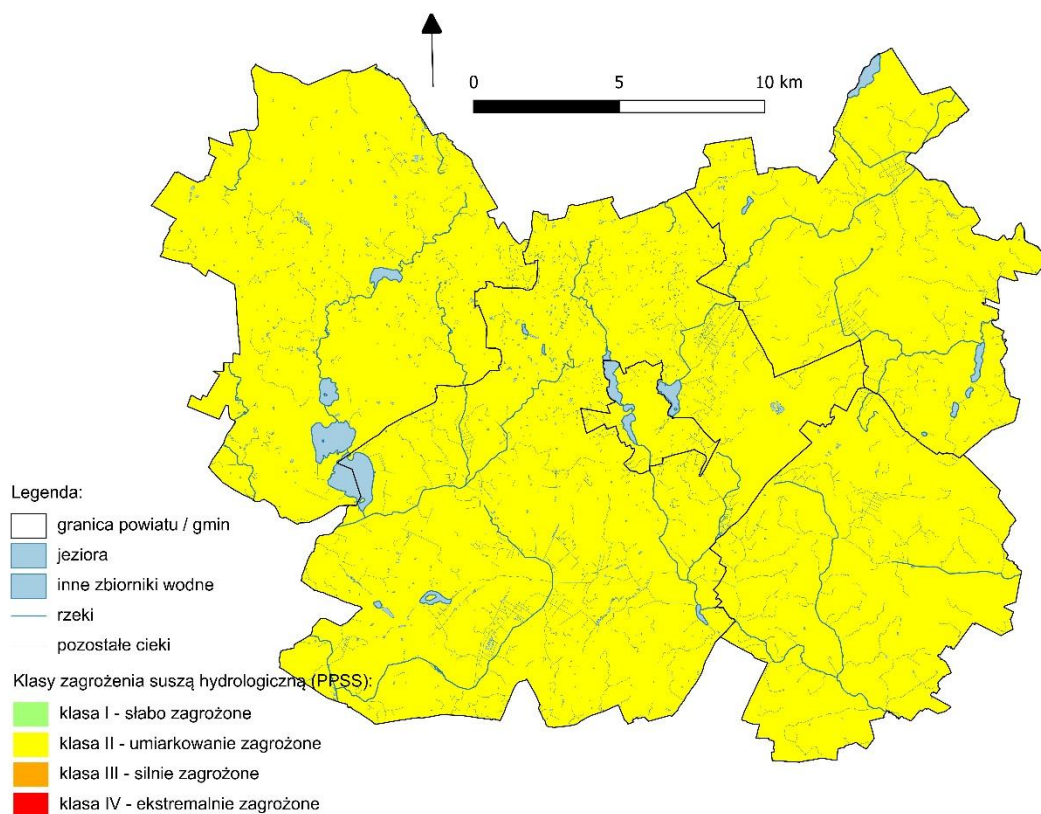 0 5 10 km
Legenda:
granica powiatu / gmin
jeziora
inne zbiorniki wodne
rzeki
pozostałe cieki
Klasy zagrożenia suszą hydrologiczną (PPSS):
klasa I - słabo zagrożone
klasa II - umiarkowanie zagrożone
klasa III - silnie zagrożone
klasa IV - ekstremalnie zagrożone